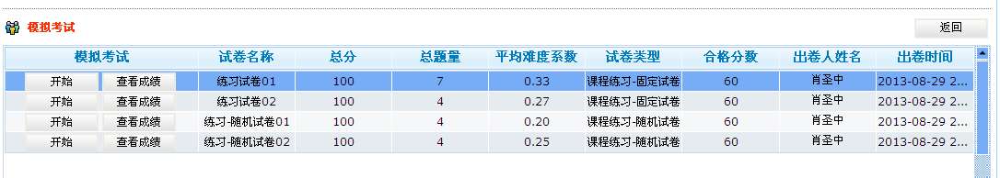 模拟考试 返回
模拟考试 试卷名称 总分 总题量 平均难度系数 试卷类型 合格分数 出卷人姓名 出卷时间
开始 查看成绩 练习试卷01 100 7 0.33 课程练习-固定试卷 60 肖圣中 2013-08-29 2...
开始 查看成绩 练习试卷02 100 4 0.27 课程练习-固定试卷 60 肖圣中 2013-08-29 2...
开始 查看成绩 练习-随机试卷01 100 4 0.20 课程练习-随机试卷 60 肖圣中 2013-08-29 2...
开始 查看成绩 练习-随机试卷02 100 4 0.25 课程练习-随机试卷 60 肖圣中 2013-08-29 2...